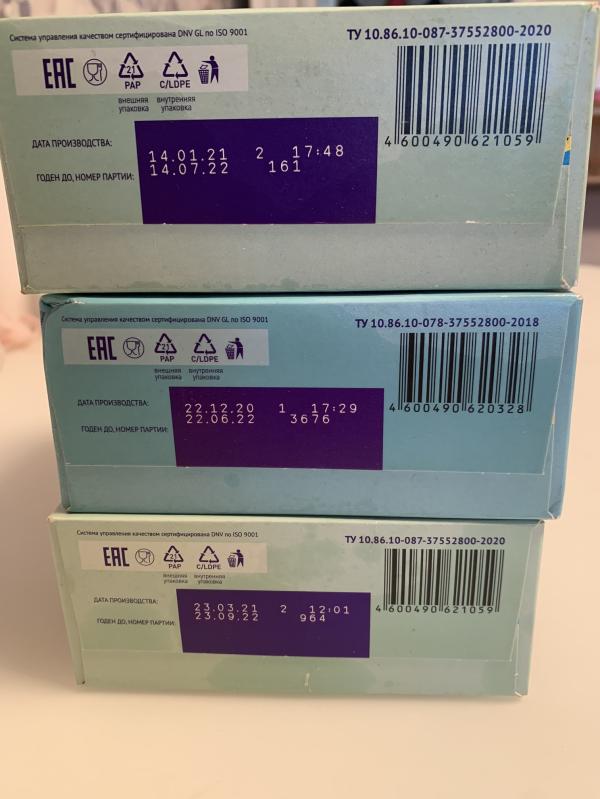 Система управления качеством сертифицирована DNV GL по ISO 9001
ТУ 10.86.10-087-37552800-2020
EAC
21
PAP
C/LDPE
внешняя упаковка
внутренняя упаковка
ДАТА ПРОИЗВОДСТВА:
14.01.21 2 17:48
ГОДЕН ДО, НОМЕР ПАРТИИ:
14.07.22 161
4 600490 621059
Система управления качеством сертифицирована DNV GL по ISO 9001
ТУ 10.86.10-078-37552800-2018
EAC
21
PAP
C/LDPE
внешняя упаковка
внутренняя упаковка
ДАТА ПРОИЗВОДСТВА:
22.12.20 1 17:29
ГОДЕН ДО, НОМЕР ПАРТИИ:
22.06.22 3676
4 600490 620328
Система управления качеством сертифицирована DNV GL по ISO 9001
ТУ 10.86.10-087-37552800-2020
EAC
21
PAP
C/LDPE
внешняя упаковка
внутренняя упаковка
ДАТА ПРОИЗВОДСТВА:
23.03.21 2 12:01
ГОДЕН ДО, НОМЕР ПАРТИИ:
23.09.22 964
4 600490 621059